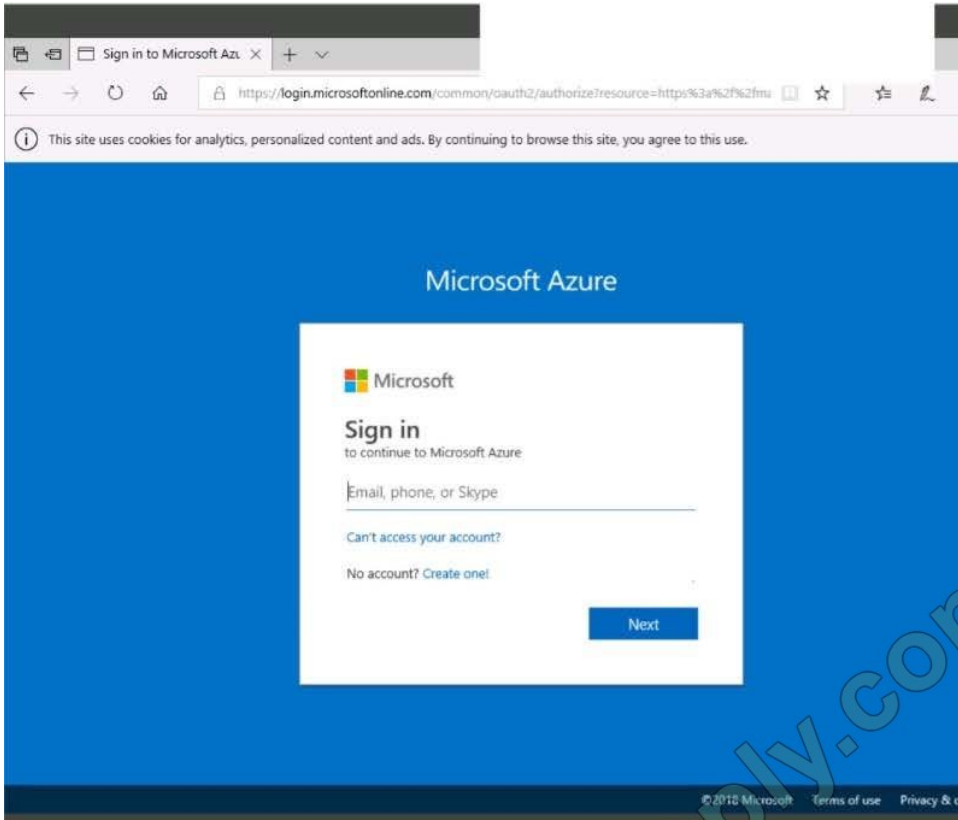 Sign in to Microsoft Azu
https://login.microsoftonline.com/common/oauth2/authorize?resource=https%3a%2f%2fma
This site uses cookies for analytics, personalized content and ads. By continuing to browse this site, you agree to this use.
Microsoft Azure
Microsoft
Sign in
to continue to Microsoft Azure
Email, phone, or Skype
Can't access your account?
No account? Create one!
Next
©2018 Microsoft Terms of use Privacy & c
ply.com